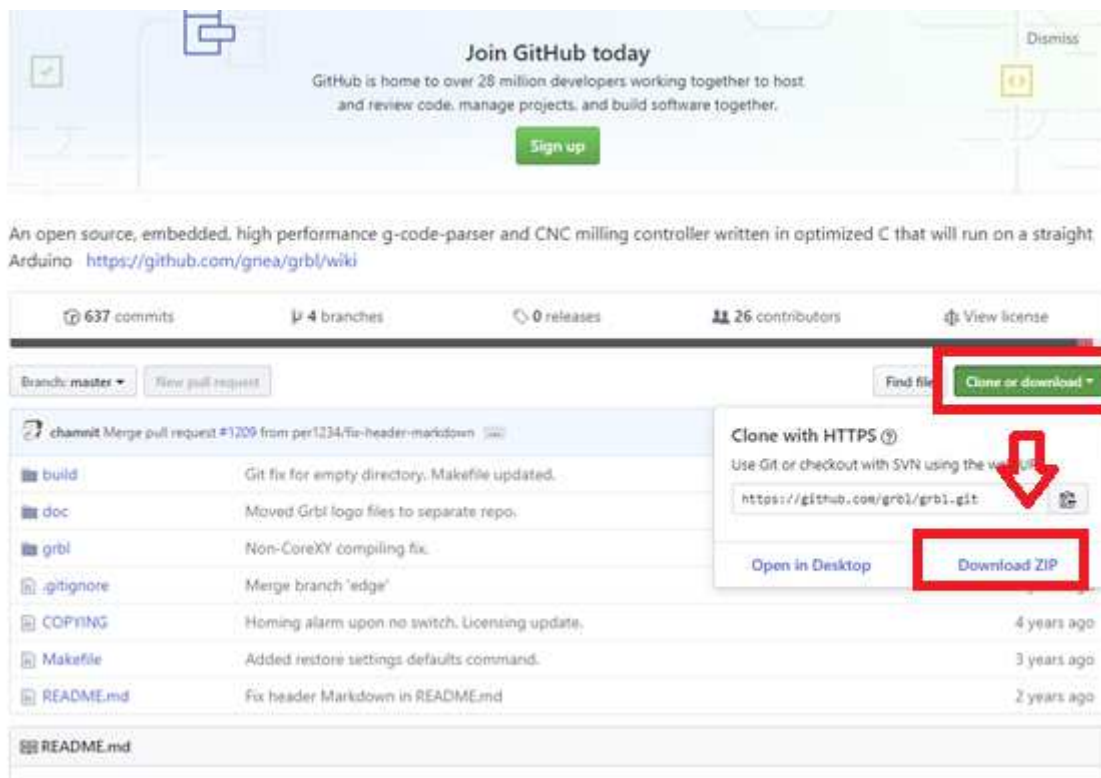 Join GitHub today
Dismiss
GitHub is home to over 28 million developers working together to host
and review code, manage projects, and build software together.
Sign up
An open source, embedded, high performance g-code-parser and CNC milling controller written in optimized C that will run on a straight
Arduino https://github.com/gnea/grbl/wiki
637 commits 4 branches 0 releases 26 contributors View license
Branch: master New pull request Find file Clone or download
chamnit Merge pull request #1209 from per1234/fix-header-markdown
Clone with HTTPS
Use Git or checkout with SVN using the web URL
https://github.com/grbl/grbl.git
Open in Desktop Download ZIP
build Git fix for empty directory. Makefile updated.
doc Moved Grbl logo files to separate repo.
grbl Non-CoreXY compiling fix.
.gitignore Merge branch 'edge'
COPYING Homing alarm upon no switch. Licensing update. 4 years ago
Makefile Added restore settings defaults command. 3 years ago
README.md Fix header Markdown in README.md 2 years ago
README.md